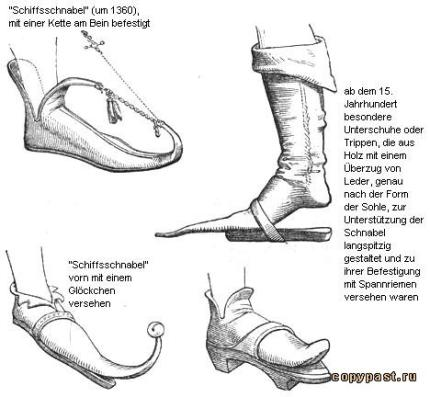 "Schiffsschnabel" (um 1360),
mit einer Kette am Bein befestigt
ab dem 15.
Jahrhundert
besondere
Unterschuhe oder
Trippen, die aus
Holz mit einem
Überzug von
Leder, genau
nach der Form
der Sohle, zur
Unterstützung der
Schnabel
langspitzig
gestaltet und zu
ihrer Befestigung
mit Spannriemen
versehen waren
"Schiffsschnabel"
vorn mit einem
Glöckchen
versehen
copypast.ru